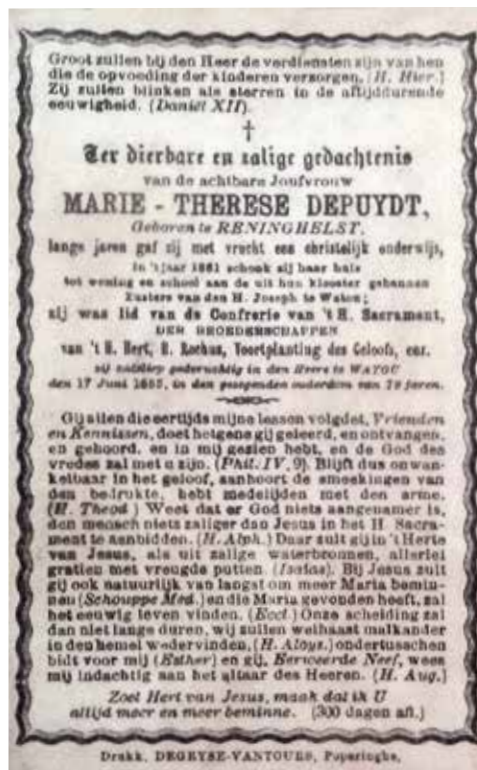 Groot zullen bij den Heer de verdiensten zijn van hen
die de opvoeding der kinderen verzorgen. (H. Hier.)
Zij zullen blinken als sterren in de altijddurende
eeuwigheid. (Daniël XII).
†
Ter dierbare en zalige gedachtenis
van de achtbare Joufvrouw
MARIE - THERESE DEPUYDT,
Geboren te RENINGHELST.
lange jaren gaf zij met vrucht een christelijk onderwijs,
In 't jaar 1881 schonk zij haar huis
tot woning en school aan de uit hun klooster gebannen
Zusters van den H. Joseph te Watou;
zij was lid van de Confrerie van 't H. Sacrament,
DER BROEDERSCHAPPEN
van 't H. Hert, H. Rochus, Voortplanting des Geloofs, enz.
zij in den Heere te WATOU
den 17 Juni in den gezegenden ouderdom van jaren.
Gij allen die eertijds mijne lessen volgdet, Vrienden
en Kennissen, doet hetgene gij geleerd, en ontvangen,
en gehoord, en in mij gezien hebt, en de God des
vredes zal met u zijn. (Phil. IV, 9). Blijft dus onwan-
kelbaar in het geloof, aanhoort de smeekingen van
den bedrukte, hebt medelijden met den arme.
(H. Theod.) Weet dat er God niets aangenamer is,
den mensch niets zaliger dan Jesus in het H. Sacra-
ment te aanbidden. (H. Alph.) Daar zult gij in 't Herte
van Jesus, als uit zalige waterbronnen, allerlei
gratien met vreugde putten. (Isaias). Bij Jesus zult
gij ook natuurlijk van langst om meer Maria bemin-
nen (Schouppe Med.) en die Maria gevonden heeft, zal
het eeuwig leven vinden. (Eccl.) Onze scheiding zal
dan niet lange duren, wij zullen welhaast malkander
in den hemel wedervinden, (H. Aloys.) ondertusschen
bidt voor mij (Esther) en gij, Eerweerde Neef, wees
mij indachtig aan het altaar des Heeren. (H. Aug.)
Zoet Hert van Jesus, maak dat ik U
altijd meer en meer beminne. (300 dagen afl.)
Drukk. DEGRYSE-VANTOURS, Poperinghe.